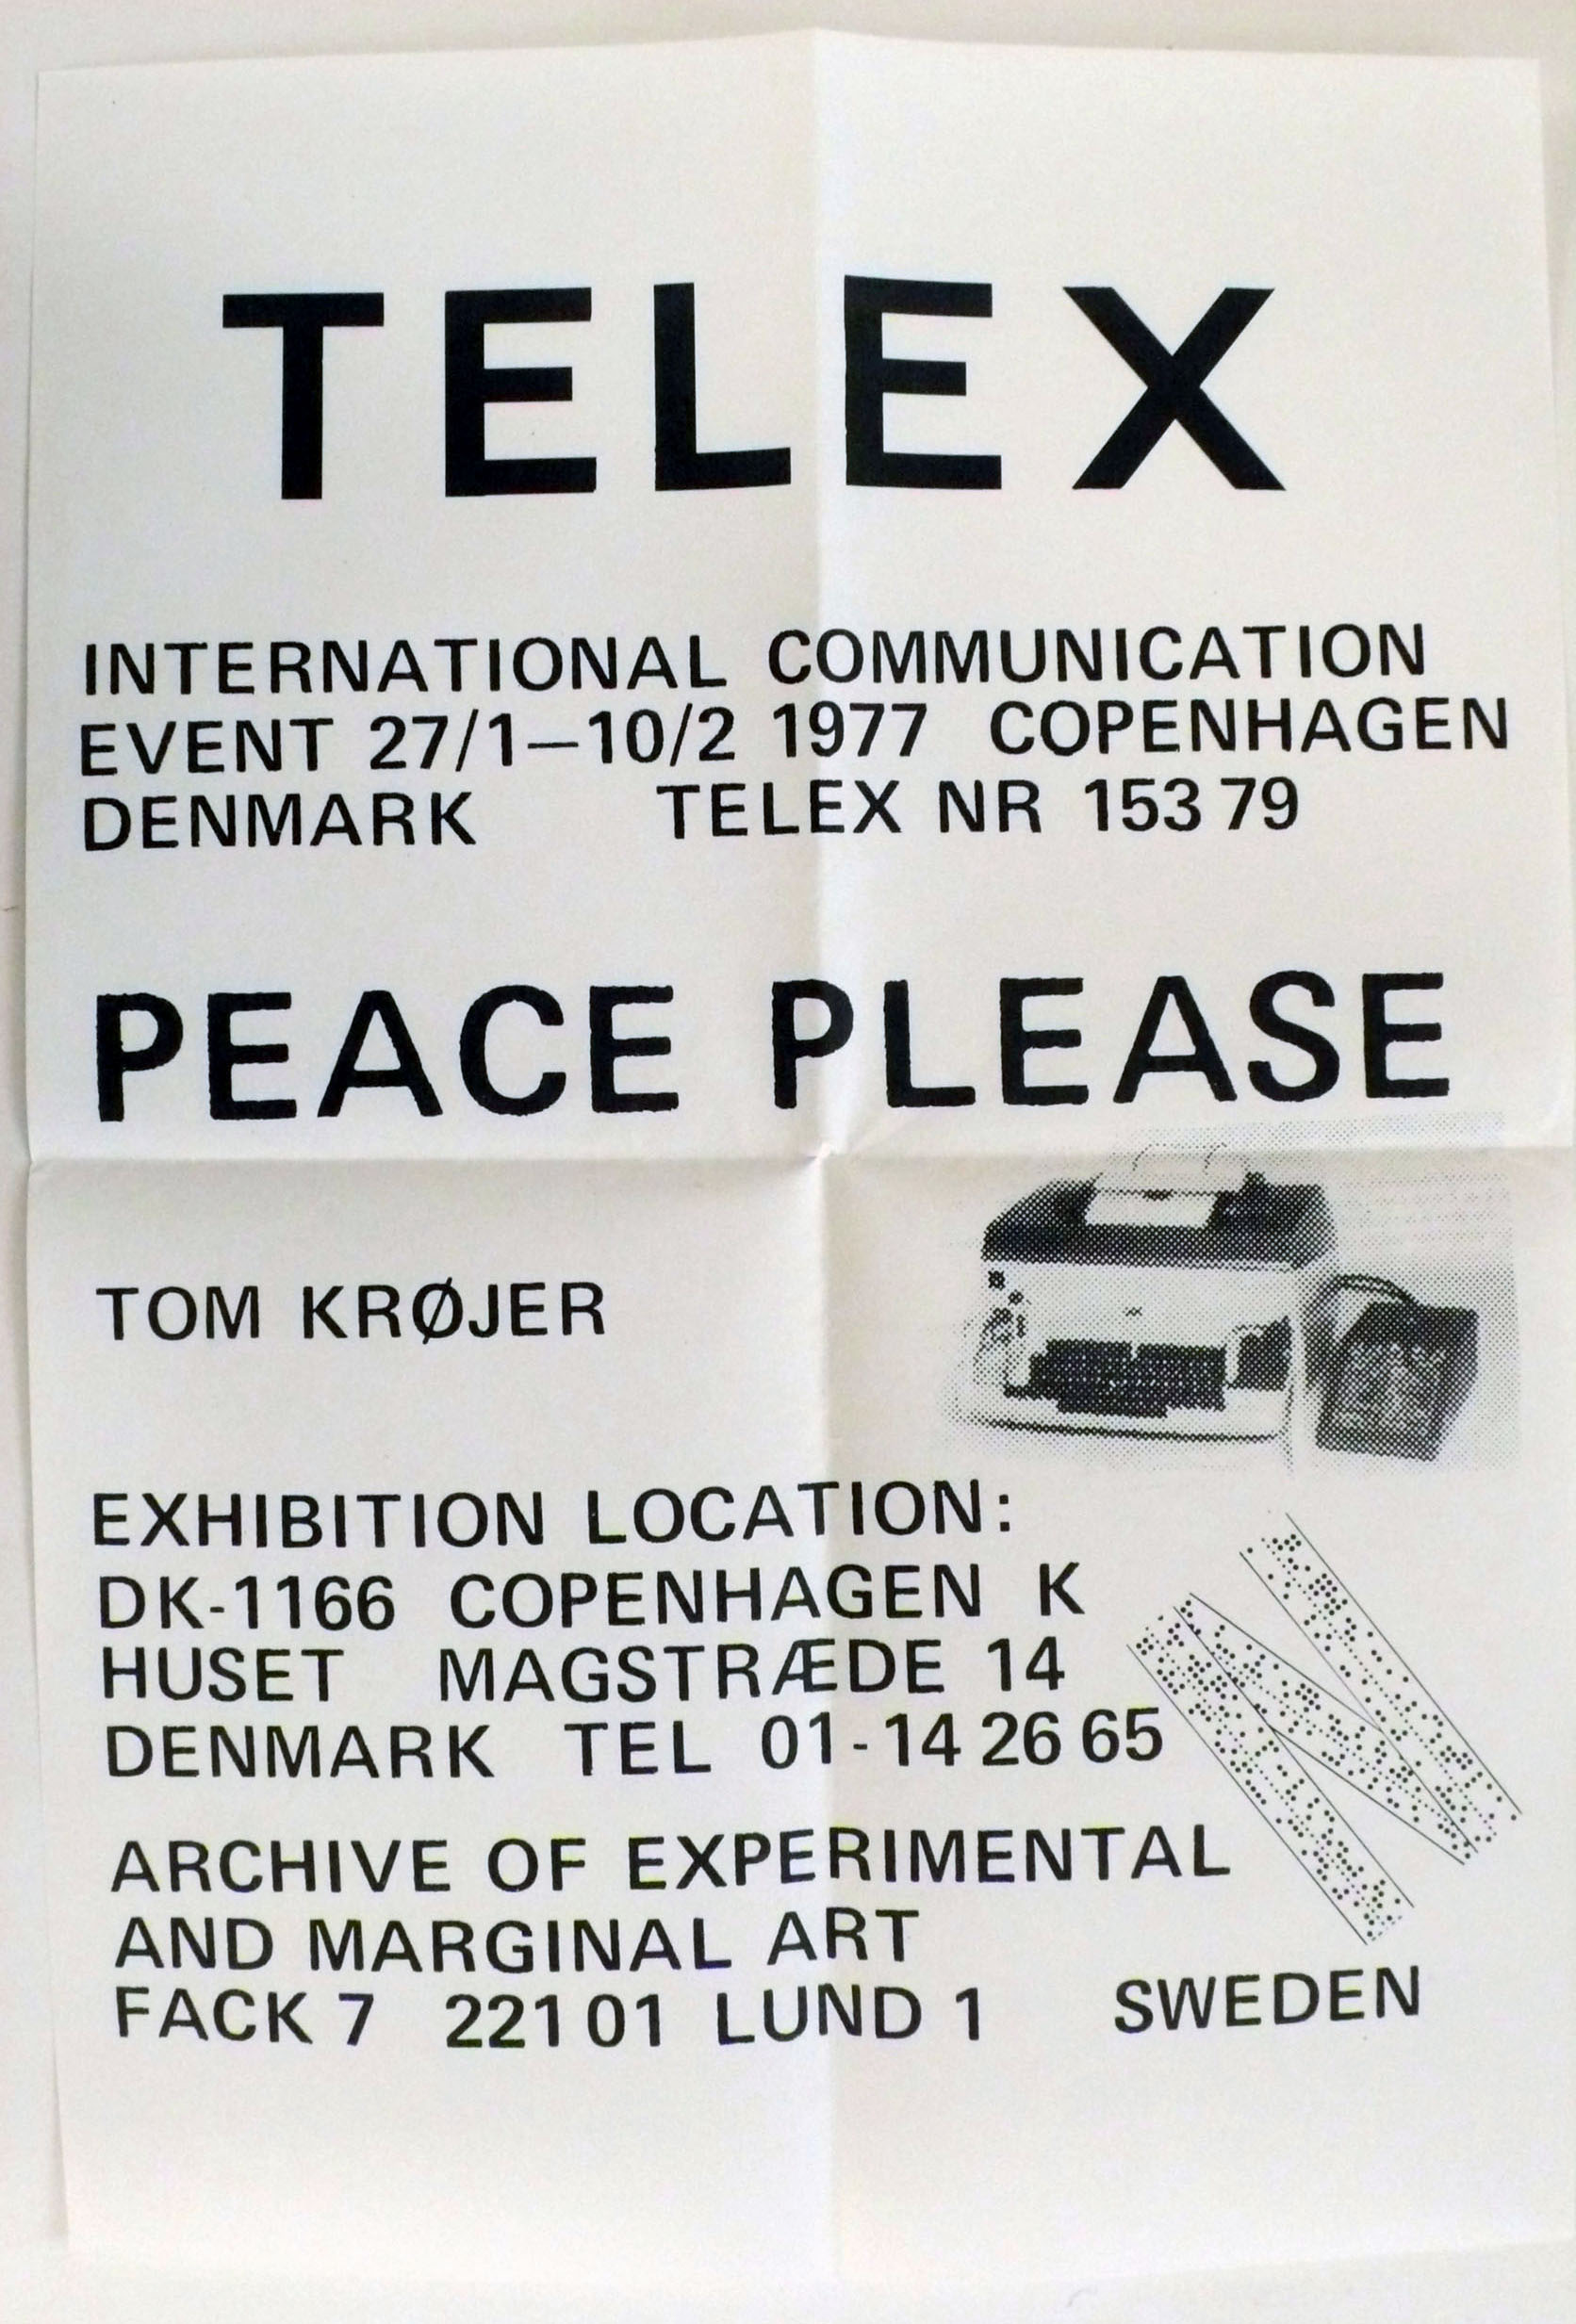 TELEX
INTERNATIONAL COMMUNICATION
EVENT 27/1–10/2 1977 COPENHAGEN
DENMARK TELEX NR 153 79
PEACE PLEASE
TOM KRØJER
EXHIBITION LOCATION:
DK-1166 COPENHAGEN K
HUSET MAGSTRÆDE 14
DENMARK TEL 01-14 26 65
ARCHIVE OF EXPERIMENTAL
AND MARGINAL ART
FACK 7 221 01 LUND 1 SWEDEN